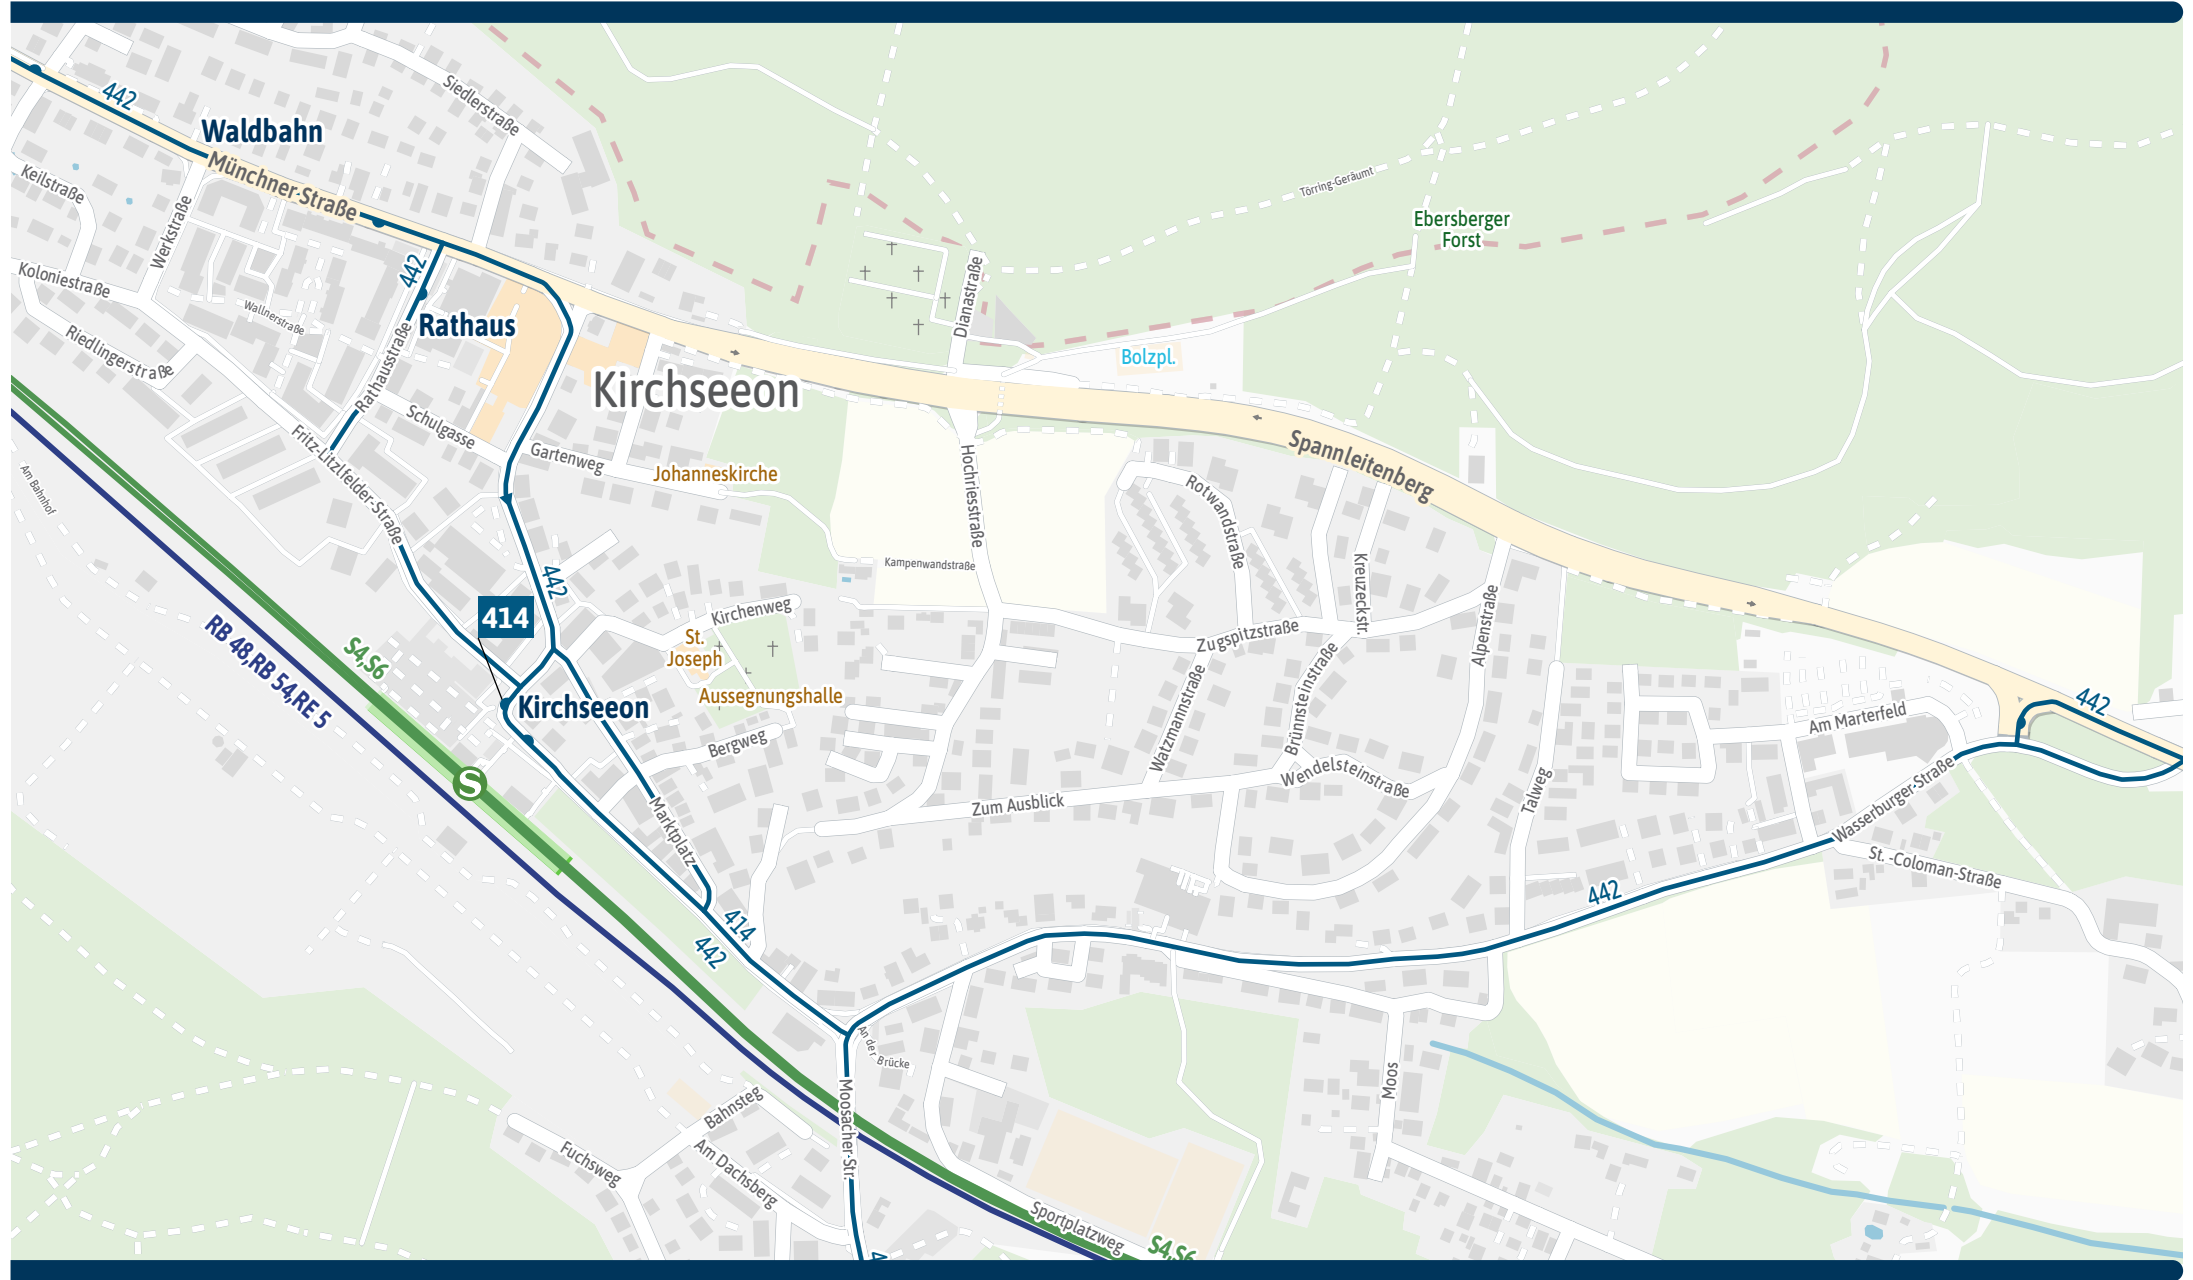 442
Siedlerstraße
Waldbahn
Münchner-Straße
Keilstraße
Werkstraße
Törring-Geräumt
Ebersberger
Forst
Koloniestraße
442
Wallnerstraße
Rathaus
Dianastraße
Riedlingerstraße
Rathausstraße
Bolzpl.
Kirchseeon
Schulgasse
Fritz-Litzlfelder-Straße
Gartenweg
Johanneskirche
Hochriesstraße
Spannleitenberg
Am Bahnhof
Rotwandstraße
Kampenwandstraße
Kreuzeckstr.
442
Alpenstraße
414
Kirchenweg
RB 48,RB 54,RE 5
S4,S6
St.
Joseph
Zugspitzstraße
Aussegnungshalle
Kirchseeon
Watzmannstraße
Brünnsteinstraße
442
Am Marterfeld
Bergweg
S
Wendelsteinstraße
Talweg
Zum Ausblick
Marktplatz
Wasserburger-Straße
St. -Coloman-Straße
442
414
442
An der Brücke
Moosacher-Str.
Moos
Bahnsteg
Fuchsweg
Am Dachsberg
Sportplatzweg
S4,S6